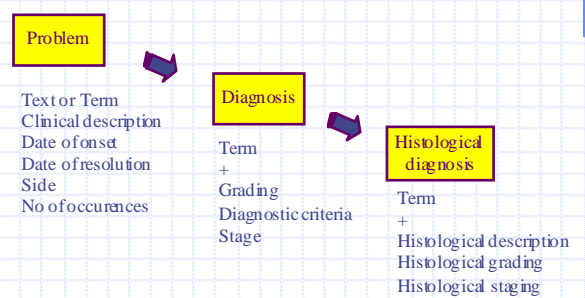 Problem
Text or Term
Clinical description
Date of onset
Date of resolution
Side
No of occurences
Diagnosis
Term
+
Grading
Diagnostic criteria
Stage
Histological
diagnosis
Term
+
Histological description
Histological grading
Histological staging